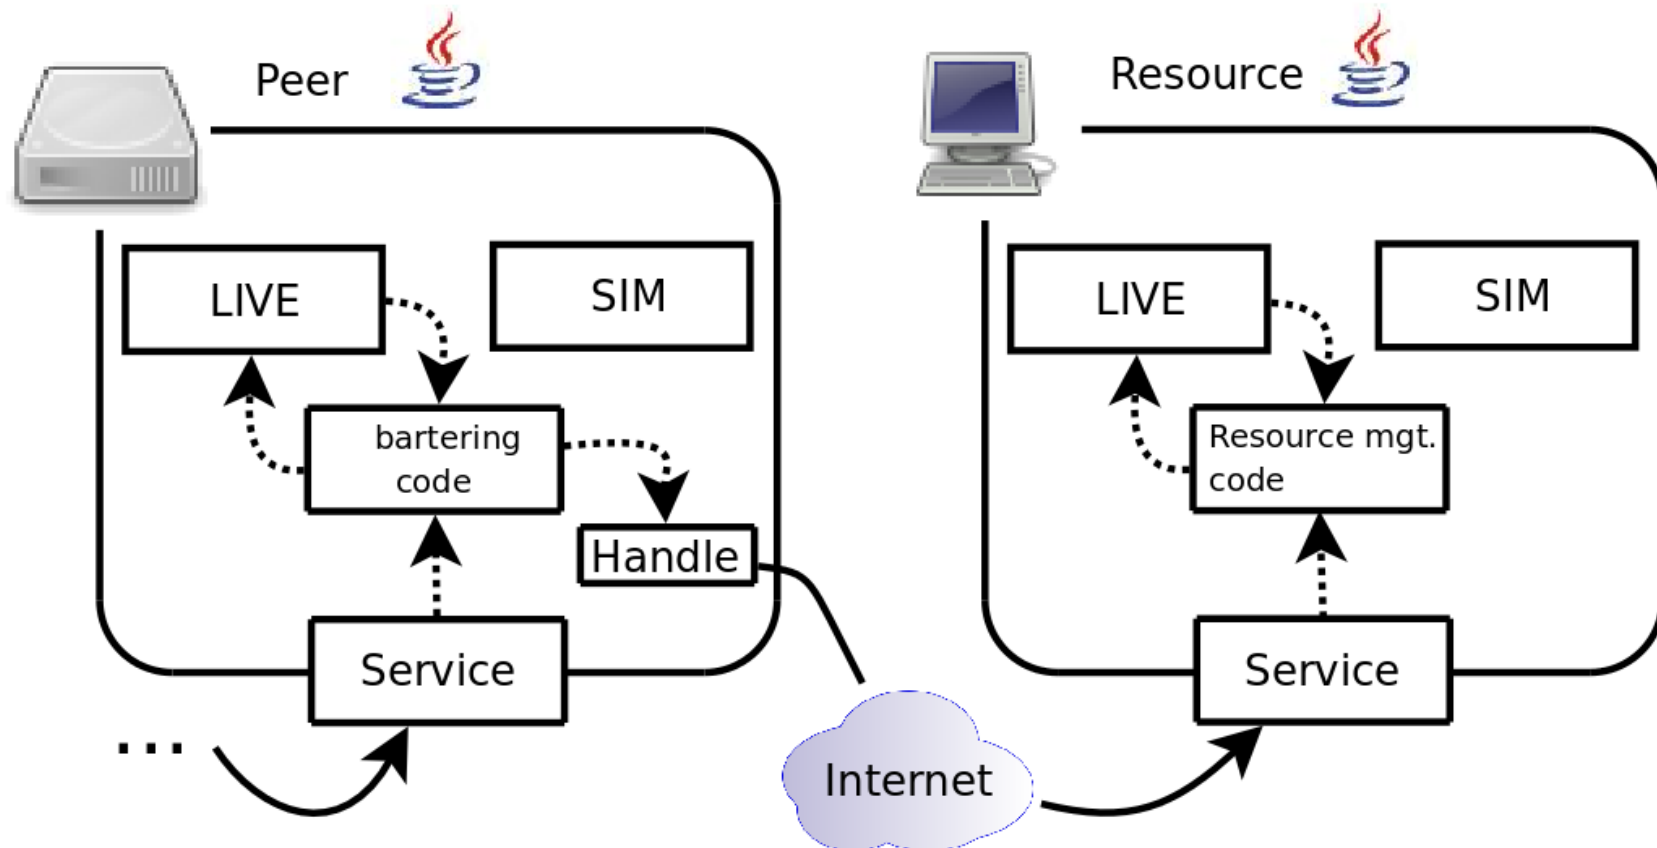 Peer
Resource
LIVE
SIM
LIVE
SIM
bartering
code
Resource mgt.
code
Handle
Service
Service
...
Internet